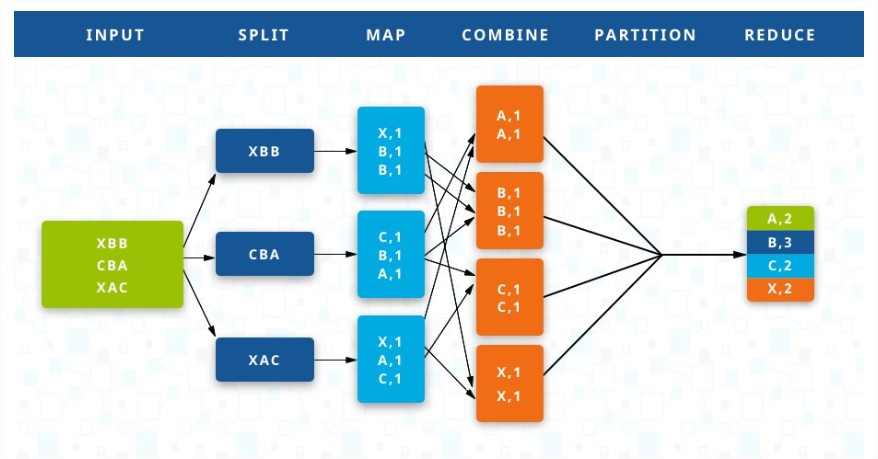 INPUT
SPLIT
MAP
COMBINE
PARTITION
REDUCE
XBB
CBA
XAC
XBB
CBA
XAC
X,1
B,1
B,1
C,1
B,1
A,1
X,1
A,1
C,1
A,1
A,1
B,1
B,1
B,1
C,1
C,1
X,1
X,1
A,2
B,3
C,2
X,2